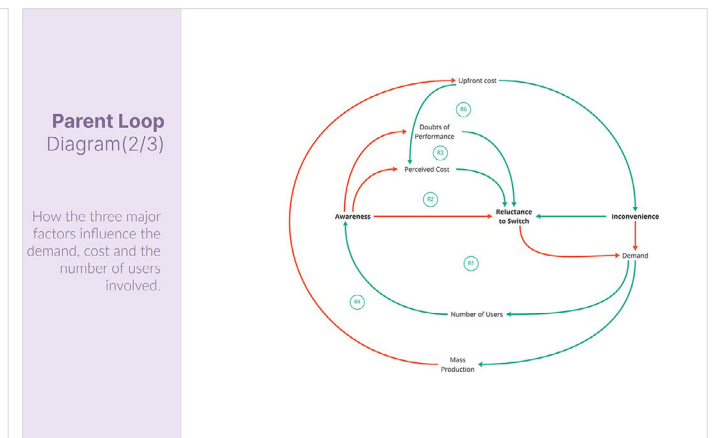 Parent Loop
Diagram(2/3)
How the three major
factors influence the
demand, cost and the
number of users
involved.
Upfront cost
R6
Doubts of
Performance
R3
Perceived Cost
R2
Awareness
Reluctance
to Switch
Inconvenience
Demand
R1
R4
Number of Users
Mass
Production